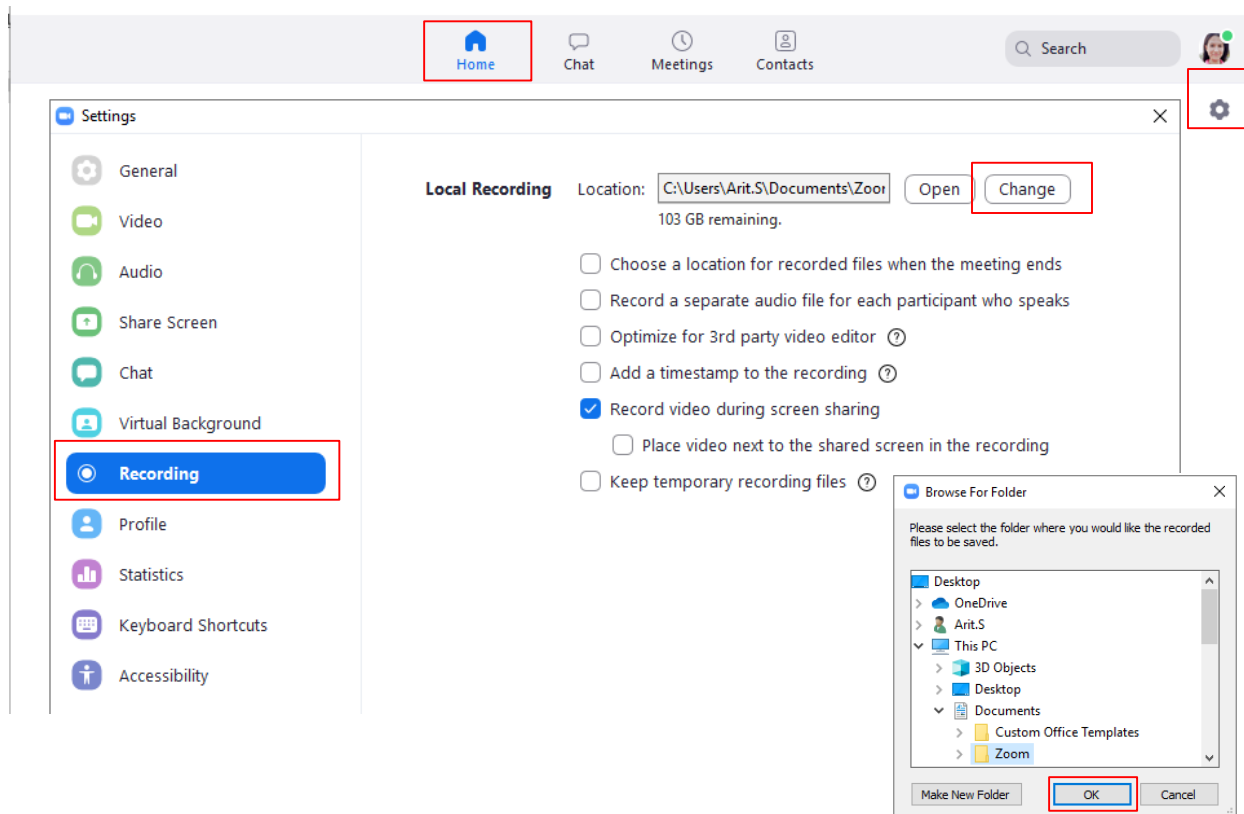 Home
Chat
Meetings
Contacts
Search
Settings
General
Video
Audio
Share Screen
Chat
Virtual Background
Recording
Profile
Statistics
Keyboard Shortcuts
Accessibility
Local Recording Location: C:\Users\Arit.S\Documents\Zoor Open Change
103 GB remaining.
Choose a location for recorded files when the meeting ends
Record a separate audio file for each participant who speaks
Optimize for 3rd party video editor
Add a timestamp to the recording
Record video during screen sharing
Place video next to the shared screen in the recording
Keep temporary recording files
Browse For Folder
Please select the folder where you would like the recorded
files to be saved.
Desktop
OneDrive
Arit.S
This PC
3D Objects
Desktop
Documents
Custom Office Templates
Zoom
Make New Folder OK Cancel